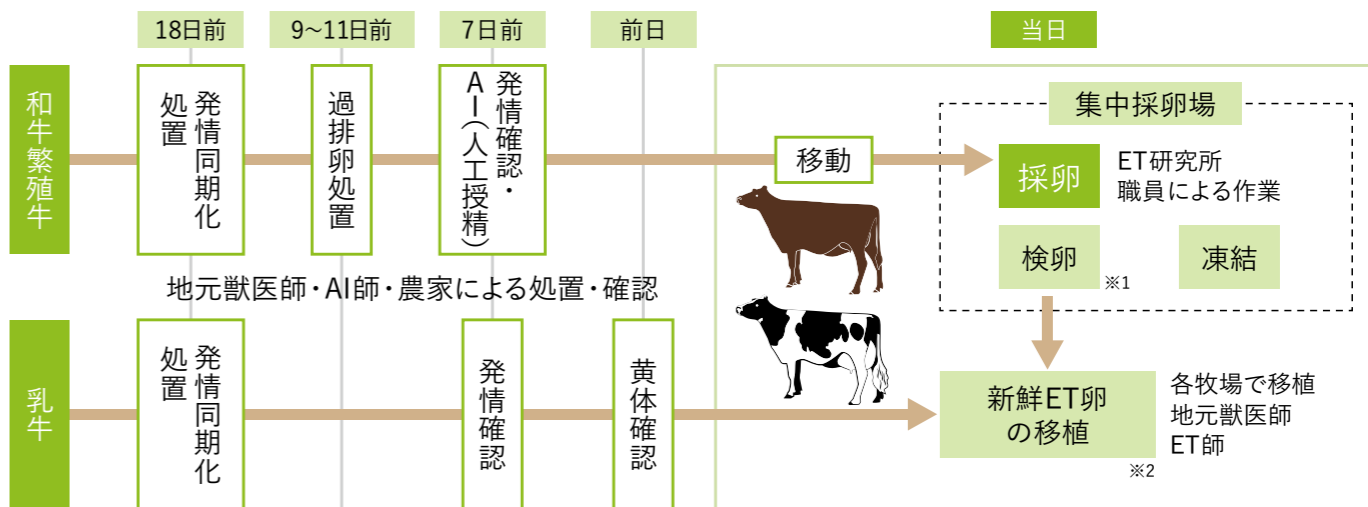 18日前
9~11日前
7日前
前日
当日
和牛繁殖牛
発情同期化
処置
過排卵処置
発情確認・
AI(人工授精)
移動
集中採卵場
採卵
ET研究所
職員による作業
検卵
※1
凍結
地元獣医師・AI師・農家による処置・確認
乳牛
発情同期化
処置
発情確認
黄体確認
新鮮ET卵
の移植
※2
各牧場で移植
地元獣医師
ET師